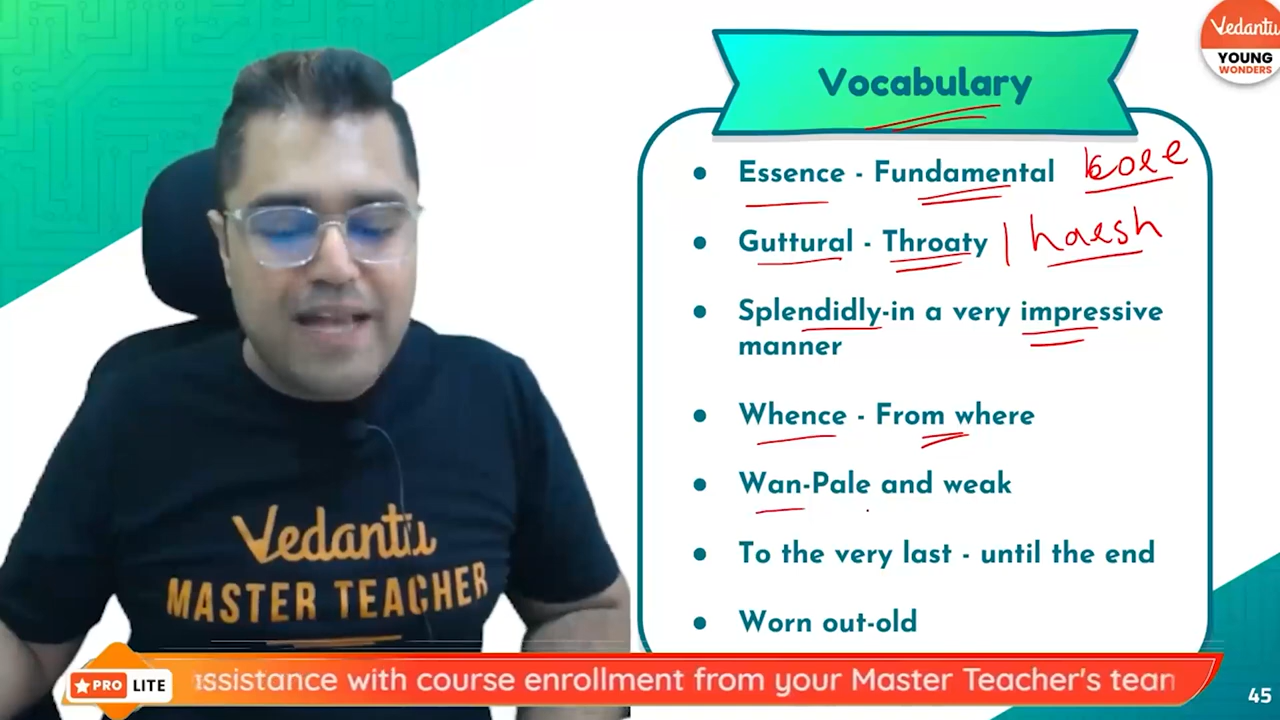 Vedantu
YOUNG
WONDERS
Vocabulary
Essence - Fundamental core
Guttural - Throaty | harsh
Splendidly-in a very impressive
manner
Whence - From where
Wan-Pale and weak
To the very last - until the end
Worn out-old
Vedantu
MASTER TEACHER
PRO LITE
assistance with course enrollment from your Master Teacher's team
45